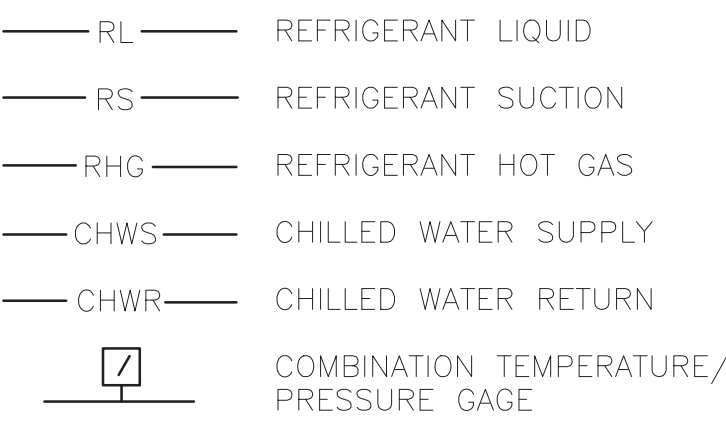 RL REFRIGERANT LIQUID
RS REFRIGERANT SUCTION
RHG REFRIGERANT HOT GAS
CHWS CHILLED WATER SUPPLY
CHWR CHILLED WATER RETURN
COMBINATION TEMPERATURE/
PRESSURE GAGE